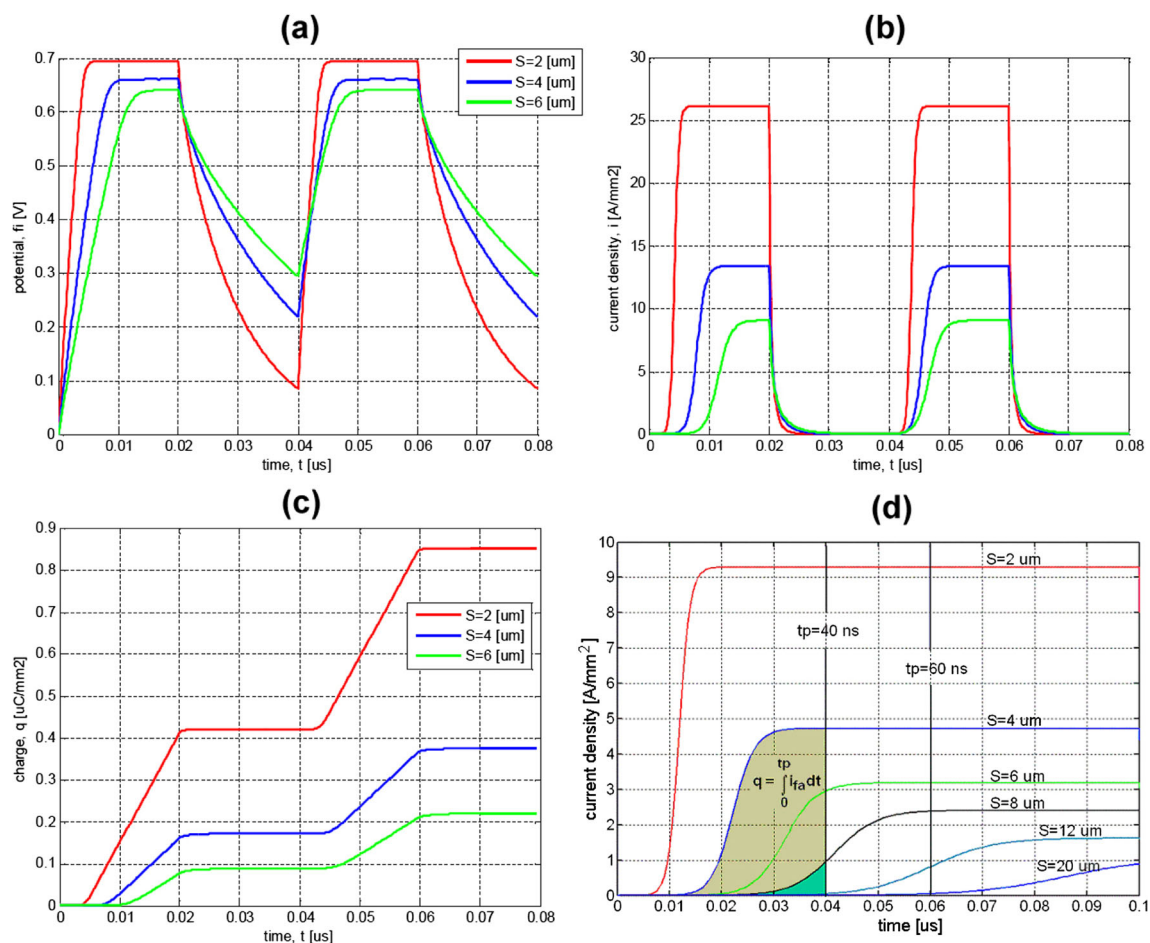 (a)
0.7
0.6
0.5
0.4
0.3
0.2
0.1
0
potential, fi [V]
0
0.01
0.02
0.03
0.04
0.05
0.06
0.07
0.08
time, t [us]
S=2 [um]
S=4 [um]
S=6 [um]
(b)
30
25
20
15
10
5
0
current density, i [A/mm2]
0
0.01
0.02
0.03
0.04
0.05
0.06
0.07
0.08
time, t [us]
(c)
0.9
0.8
0.7
0.6
0.5
0.4
0.3
0.2
0.1
0
charge, q [uC/mm2]
0
0.01
0.02
0.03
0.04
0.05
0.06
0.07
0.08
time, t [us]
S=2 [um]
S=4 [um]
S=6 [um]
(d)
10
9
8
7
6
5
4
3
2
1
0
current density [A/mm²]
S=2 um
tp=40 ns
tp=60 ns
S=4 um
q = ∫₀ᵗᵖ i_fa dt
S=6 um
S=8 um
S=12 um
S=20 um
0
0.01
0.02
0.03
0.04
0.05
0.06
0.07
0.08
0.09
0.1
time [us]